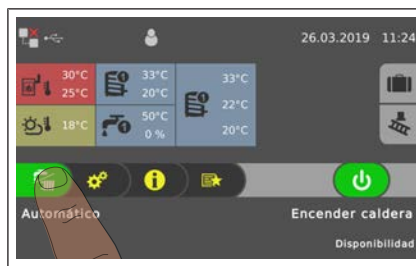 26.03.2019 11:24
30°C
25°C
33°C
20°C
33°C
22°C
20°C
18°C
50°C
0 %
Automático
Encender caldera
Disponibilidad